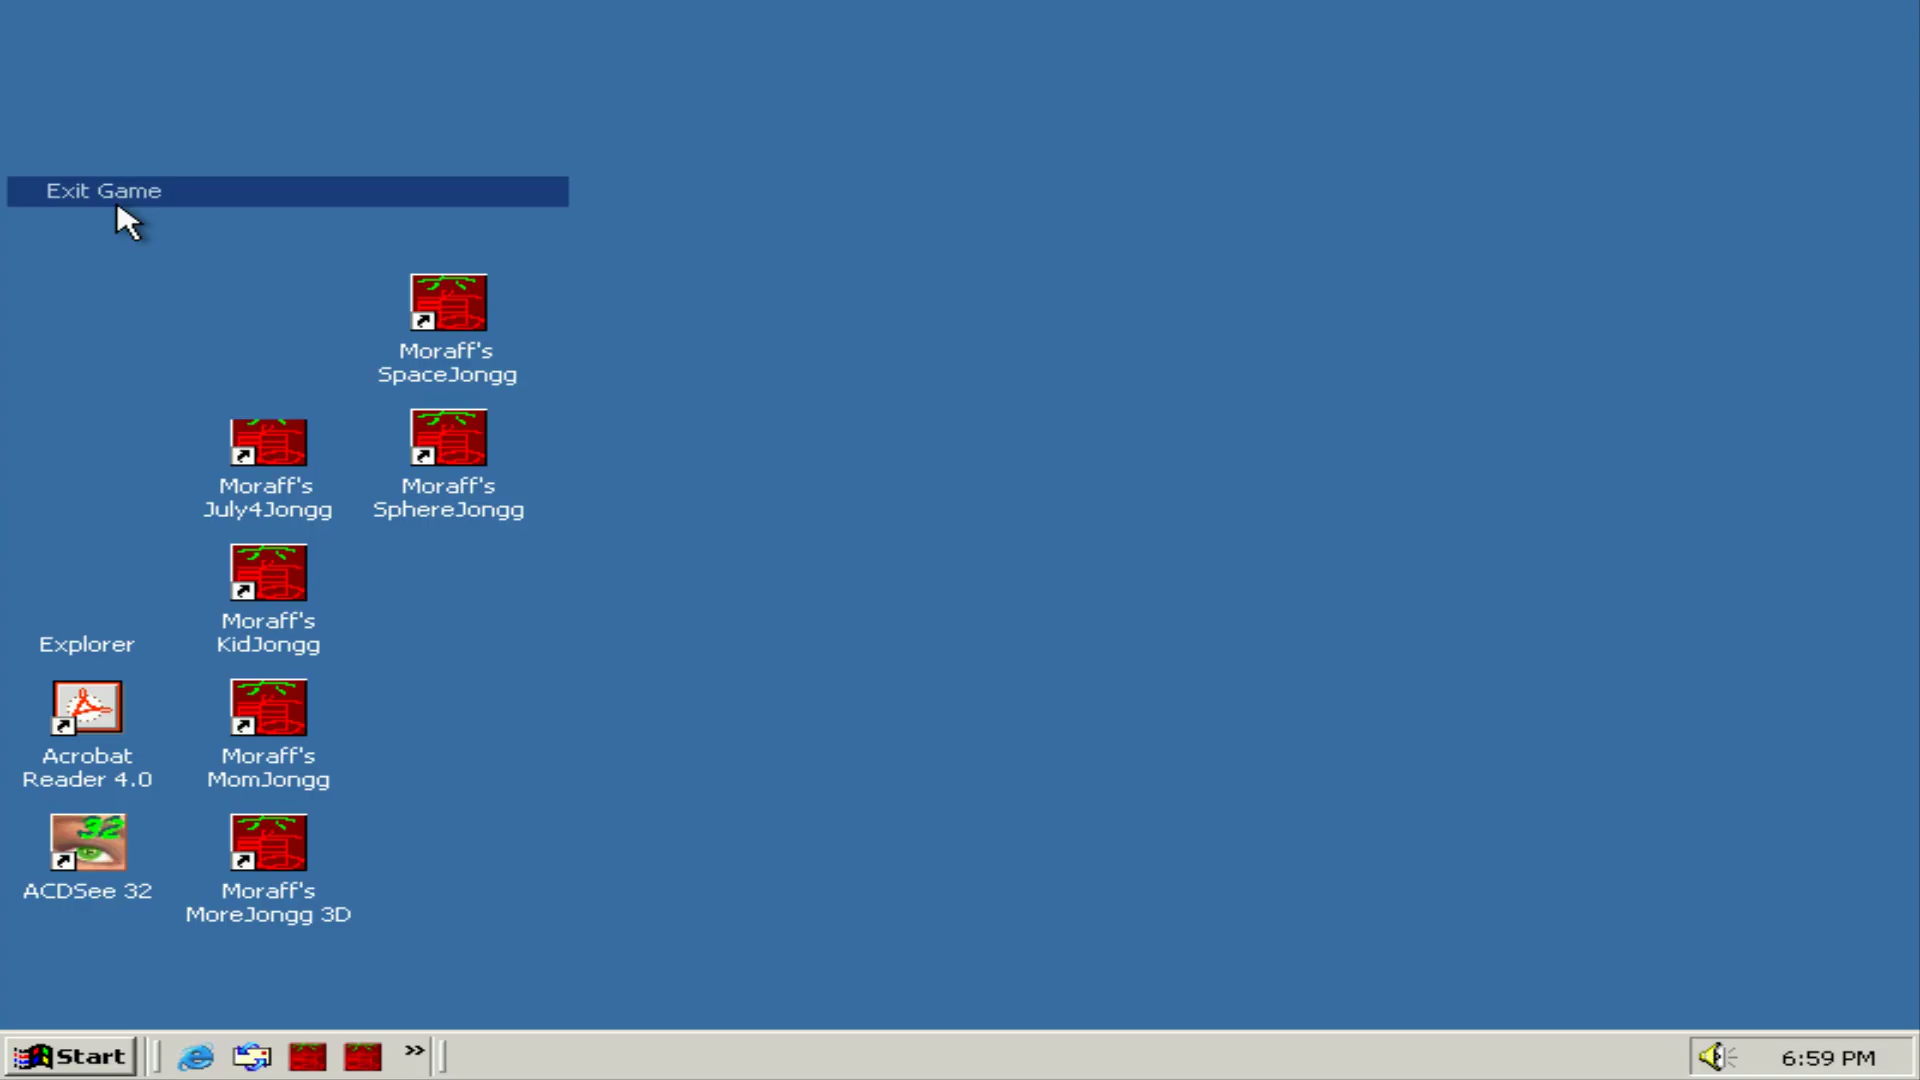 Exit Game
Moraff's
SpaceJongg
Moraff's
July4Jongg
Moraff's
SphereJongg
Moraff's
KidJongg
Explorer
Acrobat
Reader 4.0
Moraff's
MomJongg
32
ACDSee 32
Moraff's
MoreJongg 3D
Start
»
6:59 PM